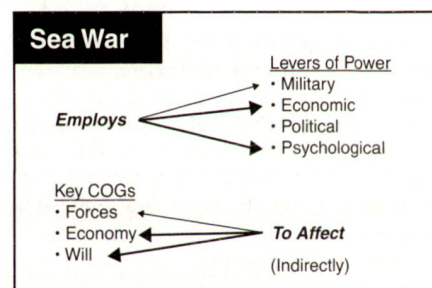 Sea War
Levers of Power
• Military
• Economic
• Political
• Psychological
Employs
Key COGs
• Forces
• Economy
• Will
To Affect
(Indirectly)